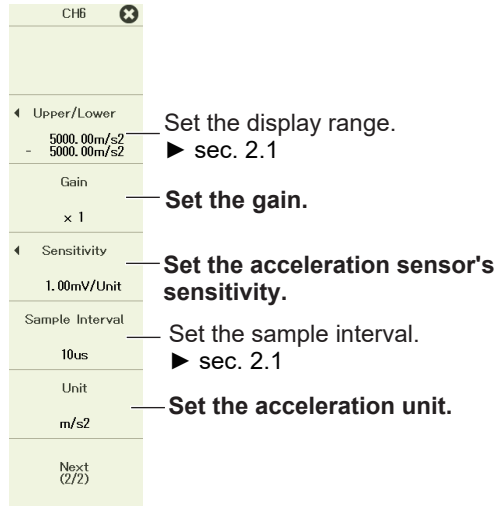 CH6
Upper/Lower
5000.00m/s2
- 5000.00m/s2
Set the display range.
► sec. 2.1
Gain
× 1
Set the gain.
Sensitivity
1.00mV/Unit
Set the acceleration sensor's
sensitivity.
Sample Interval
10us
Set the sample interval.
► sec. 2.1
Unit
m/s2
Set the acceleration unit.
Next
(2/2)